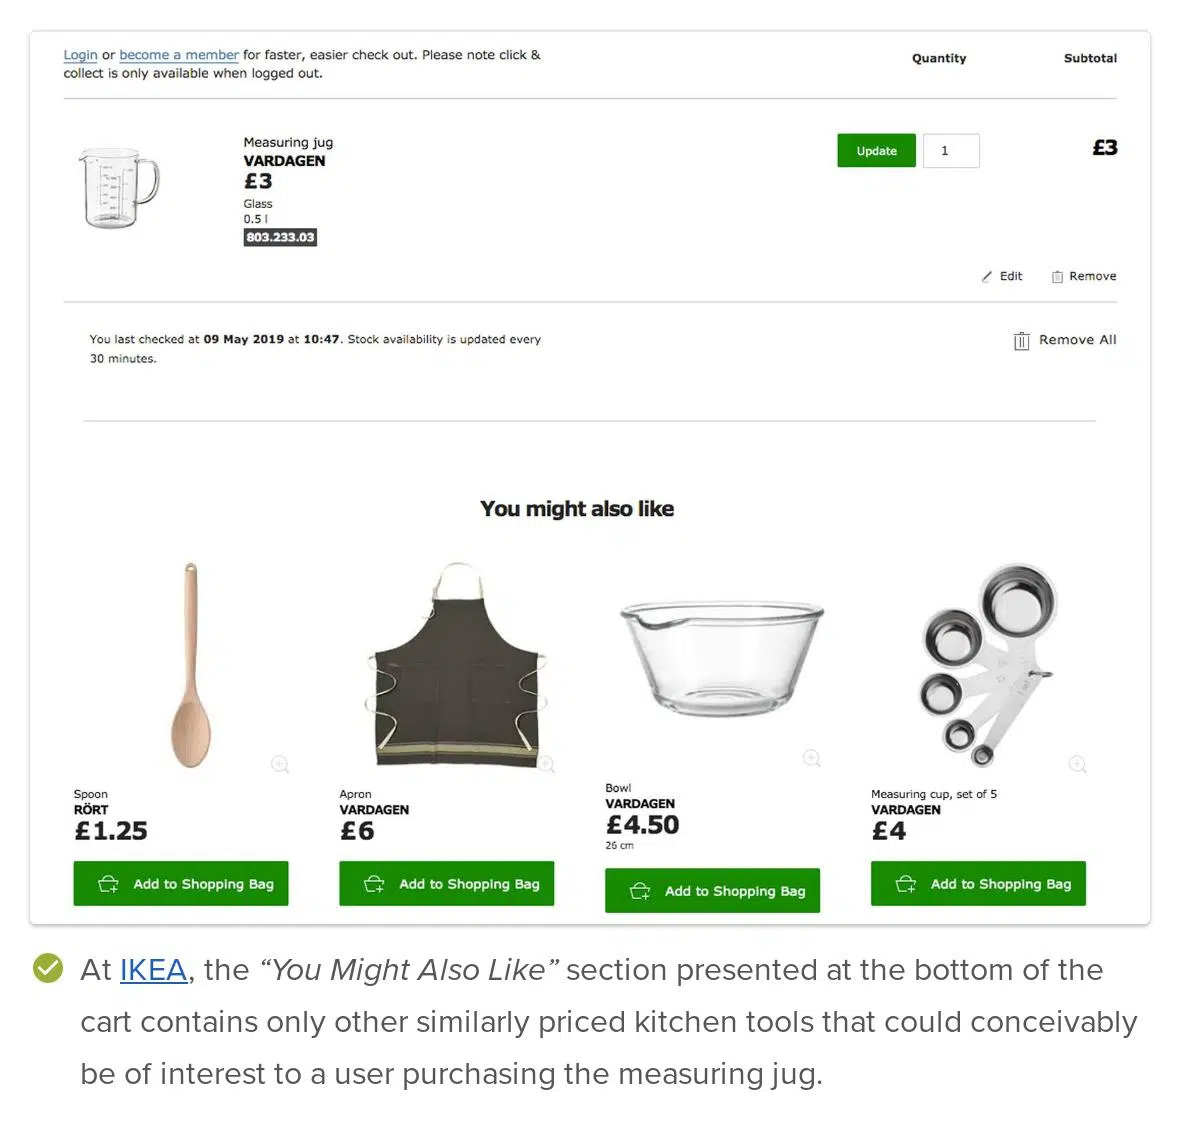 Login or become a member for faster, easier check out. Please note click &
collect is only available when logged out.
Quantity
Subtotal
Measuring jug
VARDAGEN
£3
Glass
0.5 l
803.233.03
Update
1
£3
Edit
Remove
You last checked at 09 May 2019 at 10:47. Stock availability is updated every
30 minutes.
Remove All
You might also like
Spoon
RÖRT
£1.25
Add to Shopping Bag
Apron
VARDAGEN
£6
Add to Shopping Bag
Bowl
VARDAGEN
£4.50
26 cm
Add to Shopping Bag
Measuring cup, set of 5
VARDAGEN
£4
Add to Shopping Bag
At IKEA, the “You Might Also Like” section presented at the bottom of the
cart contains only other similarly priced kitchen tools that could conceivably
be of interest to a user purchasing the measuring jug.